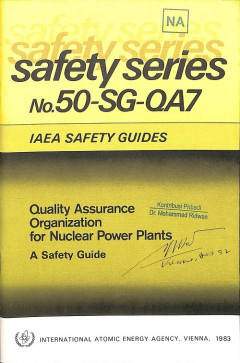 NA
safety series
safety series
No.50-SG-QA7
IAEA SAFETY GUIDES
Quality Assurance
Organization
for Nuclear Power Plants
A Safety Guide
Kontribusi Pribadi
Dr. Mohammad Ridwan
INTERNATIONAL ATOMIC ENERGY AGENCY, VIENNA, 1983